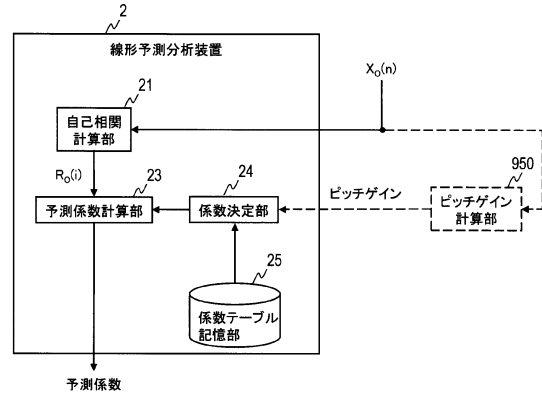 2
線形予測分析装置
X₀(n)
21
自己相関
計算部
R₀(i)
23
24
950
予測係数計算部
係数決定部
ピッチゲイン
ピッチゲイン
計算部
25
係数テーブル
記憶部
予測係数